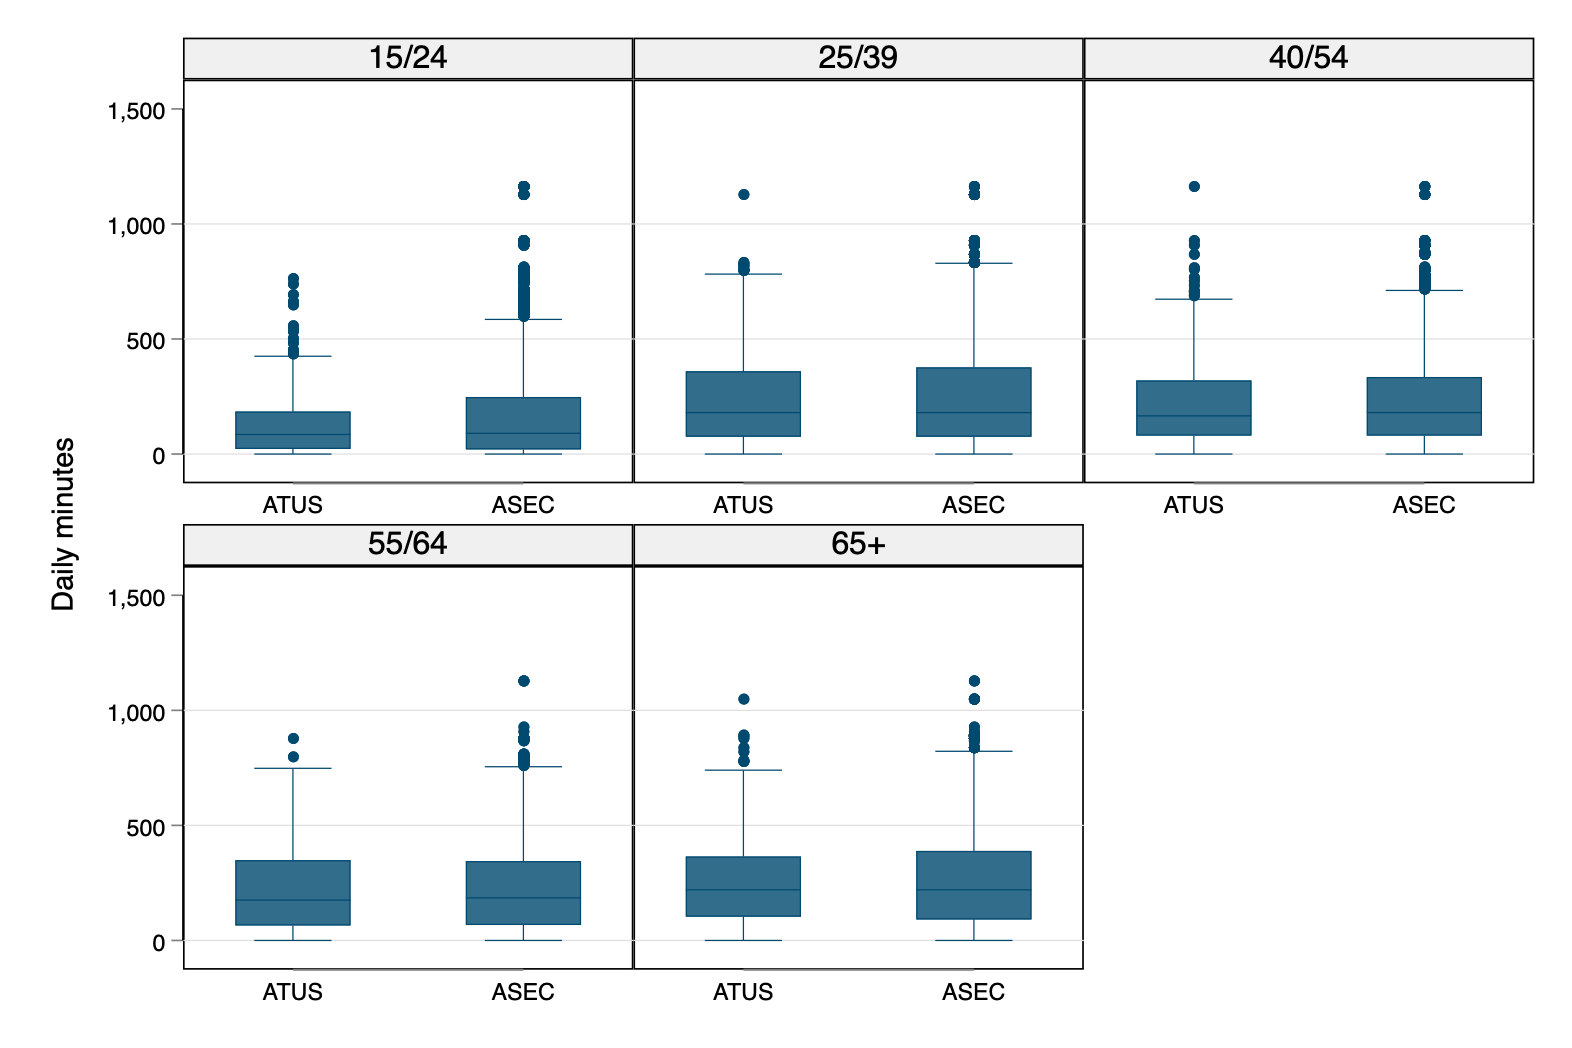 15/24 25/39 40/54
1,500
1,000
500
0
ATUS ASEC ATUS ASEC ATUS ASEC
Daily minutes
55/64 65+
1,500
1,000
500
0
ATUS ASEC ATUS ASEC